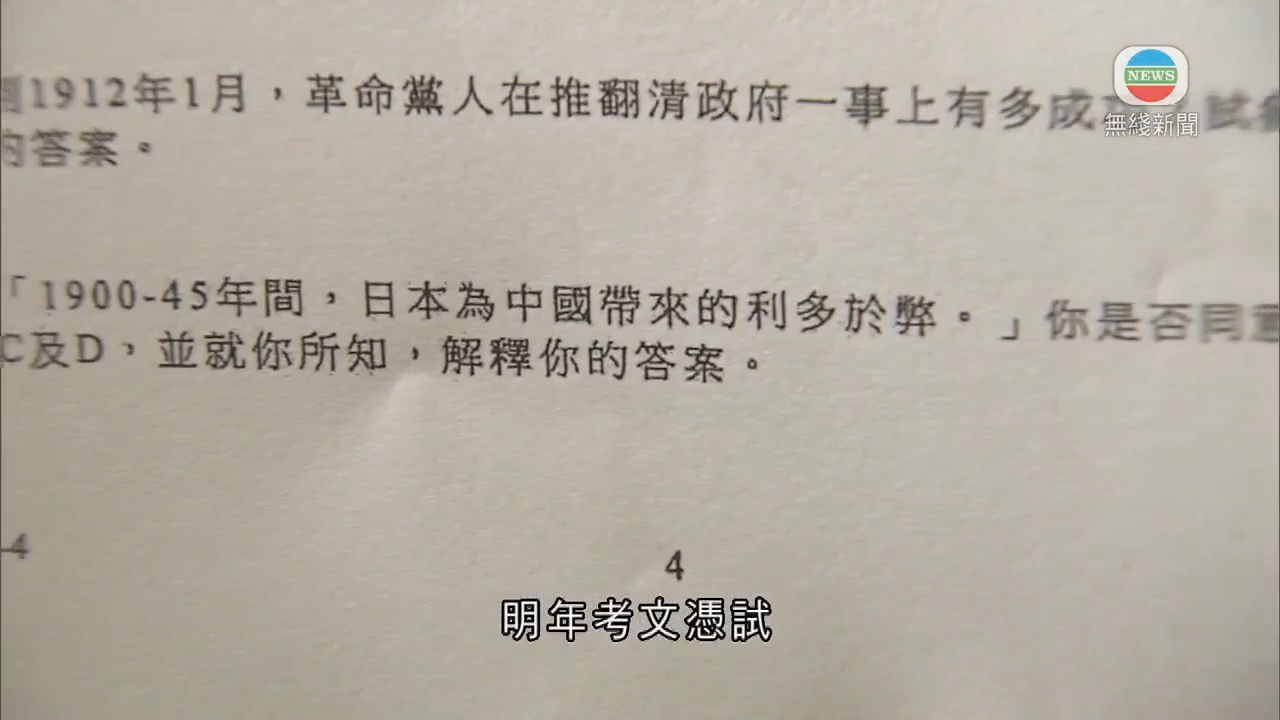 NEWS
無綫新聞
1912年1月，革命黨人在推翻清政府一事上有多成
的答案。
「1900-45年間，日本為中國帶來的利多於弊。」你是否同意
C及D，並就你所知，解釋你的答案。
-4
4
明年考文憑試